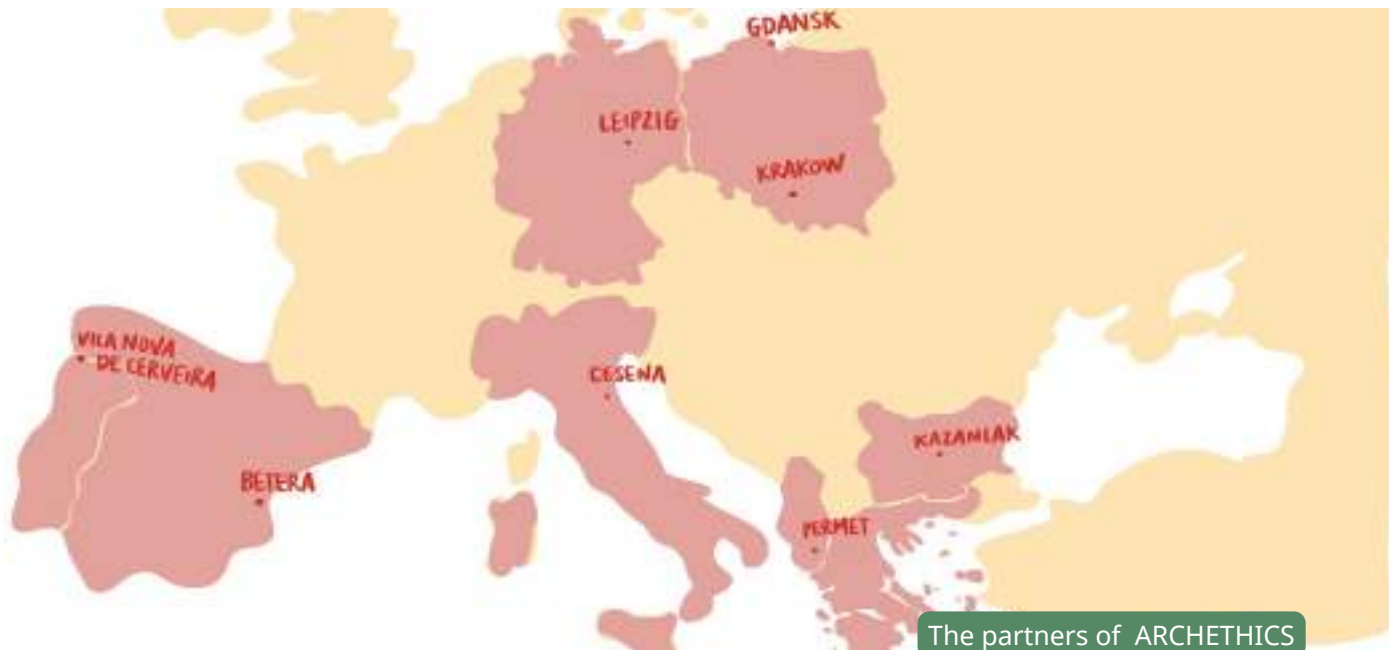 GDANSK
LEIPZIG
KRAKOW
VILA NOVA
DE CERVEIRA
CESENA
KAZANLAK
BETERA
PERMET
The partners of ARCHETHICS